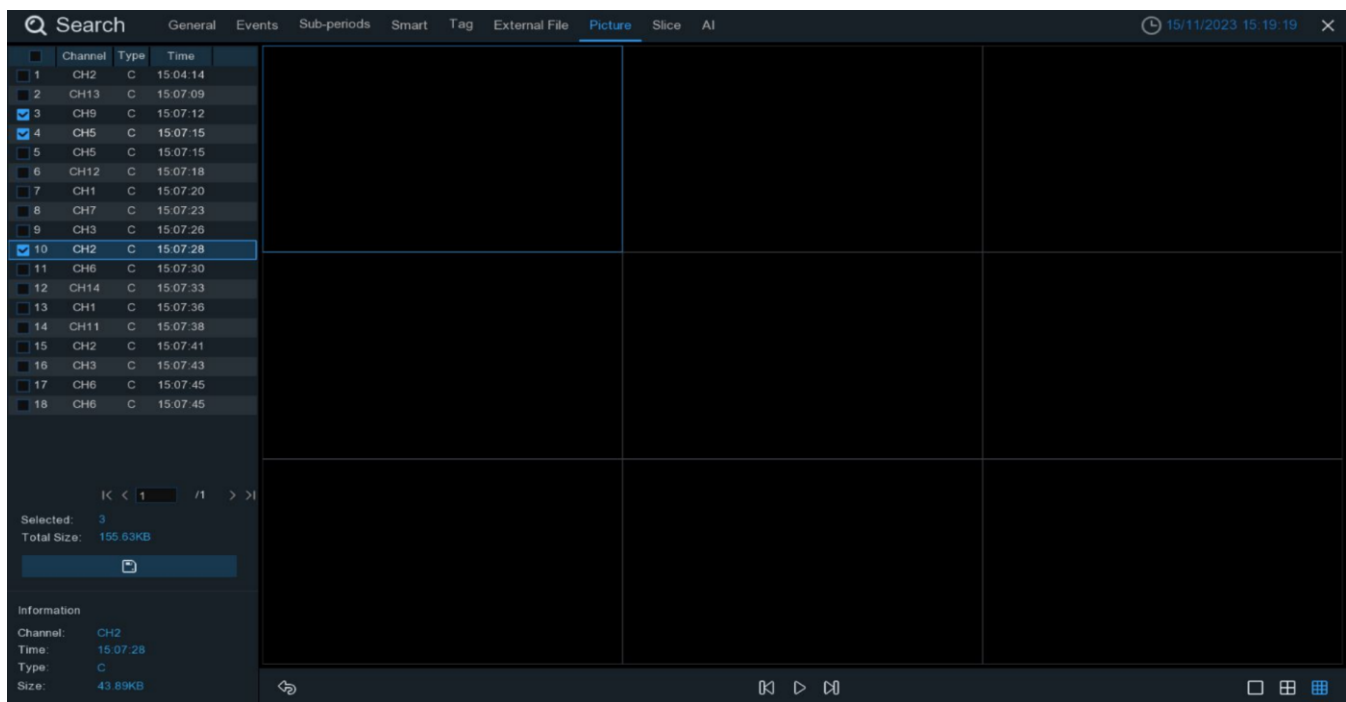 Search General Events Sub-periods Smart Tag External File Picture Slice AI 15/11/2023 15:19:19
Channel Type Time
1 CH2 C 15:04:14
2 CH13 C 15:07:09
3 CH9 C 15:07:12
4 CH5 C 15:07:15
5 CH5 C 15:07:15
6 CH12 C 15:07:18
7 CH1 C 15:07:20
8 CH7 C 15:07:23
9 CH3 C 15:07:26
10 CH2 C 15:07:28
11 CH6 C 15:07:30
12 CH14 C 15:07:33
13 CH1 C 15:07:36
14 CH11 C 15:07:38
15 CH2 C 15:07:41
16 CH3 C 15:07:43
17 CH6 C 15:07:45
18 CH6 C 15:07:45
1 /1
Selected: 3
Total Size: 155.63KB
Information
Channel: CH2
Time: 15:07:28
Type: C
Size: 43.89KB